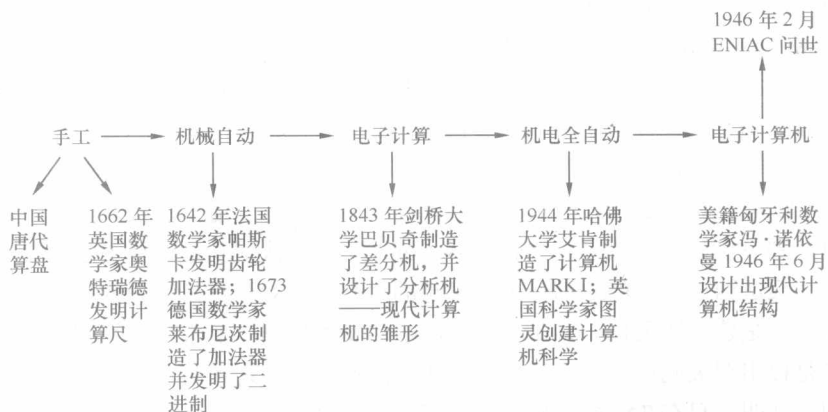 1946 年 2 月
ENIAC 问世
手工
机械自动
电子计算
机电全自动
电子计算机
中国
唐代
算盘
1662 年
英国数
学家奥
特瑞德
发明计
算尺
1642 年法国
数学家帕斯
卡发明齿轮
加法器；1673
德国数学家
莱布尼茨制
造了加法器
并发明了二
进制
1843 年剑桥大
学巴贝奇制造
了差分机，并
设计了分析机
——现代计算
机的雏形
1944 年哈佛
大学艾肯制
造了计算机
MARKI；英
国科学家图
灵创建计算
机科学
美籍匈牙利数
学家冯·诺依
曼 1946 年 6 月
设计出现代计
算机结构